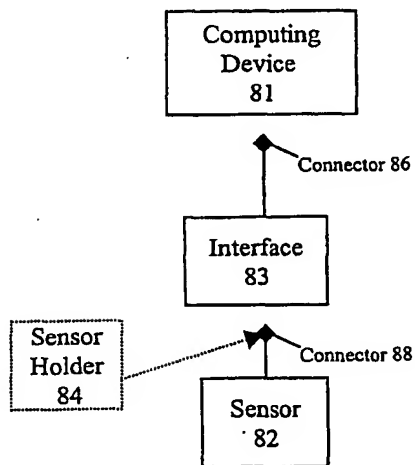 Computing
Device
81
Connector 86
Interface
83
Sensor
Holder
84
Connector 88
Sensor
82